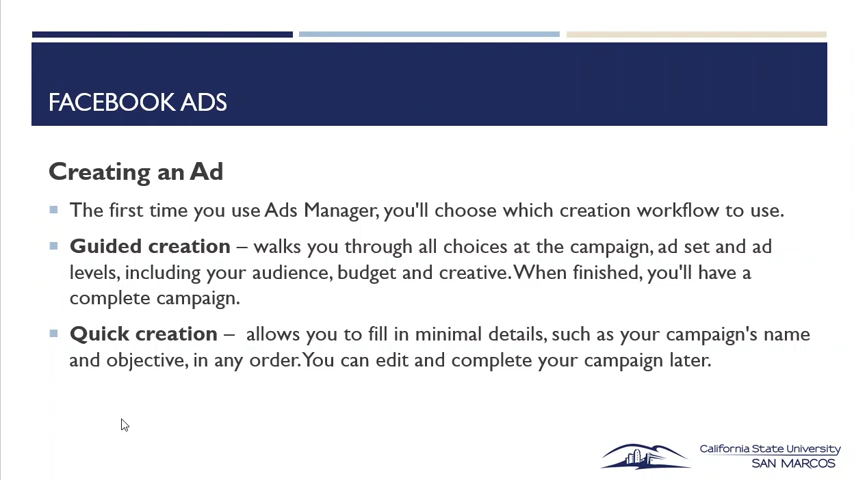 FACEBOOK ADS
Creating an Ad
The first time you use Ads Manager, you'll choose which creation workflow to use.
Guided creation – walks you through all choices at the campaign, ad set and ad
levels, including your audience, budget and creative. When finished, you'll have a
complete campaign.
Quick creation – allows you to fill in minimal details, such as your campaign's name
and objective, in any order. You can edit and complete your campaign later.
California State University
SAN MARCOS